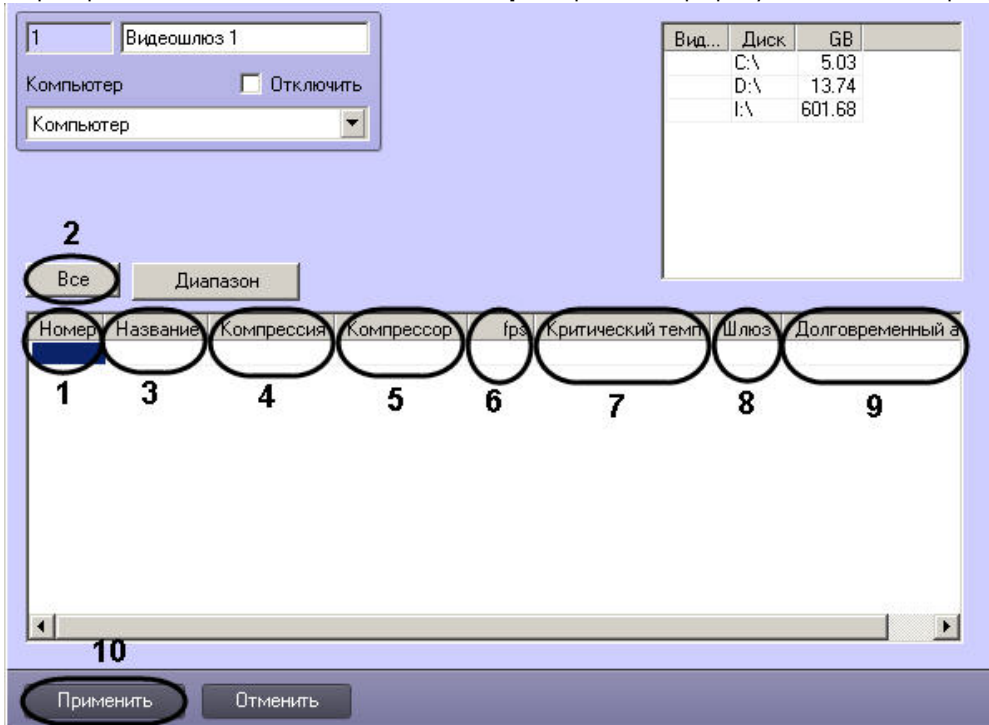 1 Видеошлюз 1
Компьютер Отключить
Компьютер
Вид... Диск GB
C:\ 5.03
D:\ 13.74
I:\ 601.68
2
Все Диапазон
Номер Название Компрессия Компрессор fps Критический темп Шлюз Долговременный а
1 3 4 5 6 7 8 9
10
Применить Отменить